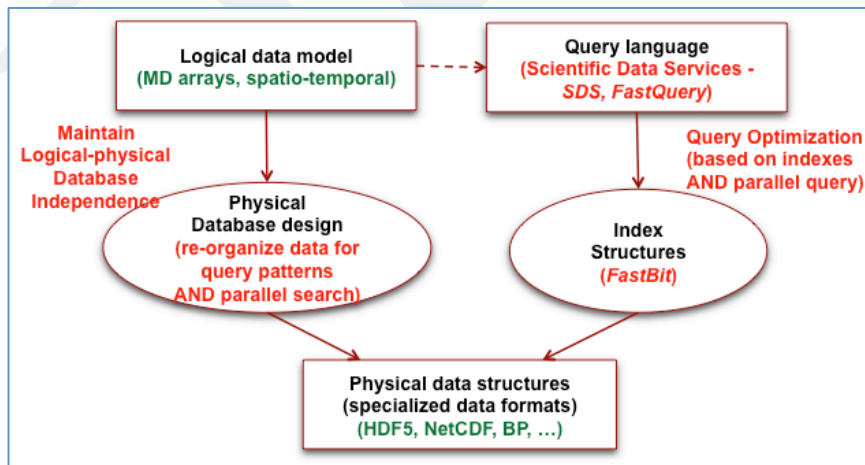 Logical data model
(MD arrays, spatio-temporal)
Query language
(Scientific Data Services -
SDS, FastQuery)
Maintain
Logical-physical
Database
Independence
Query Optimization
(based on indexes
AND parallel query)
Physical
Database design
(re-organize data for
query patterns
AND parallel search)
Index
Structures
(FastBit)
Physical data structures
(specialized data formats)
(HDF5, NetCDF, BP, ...)